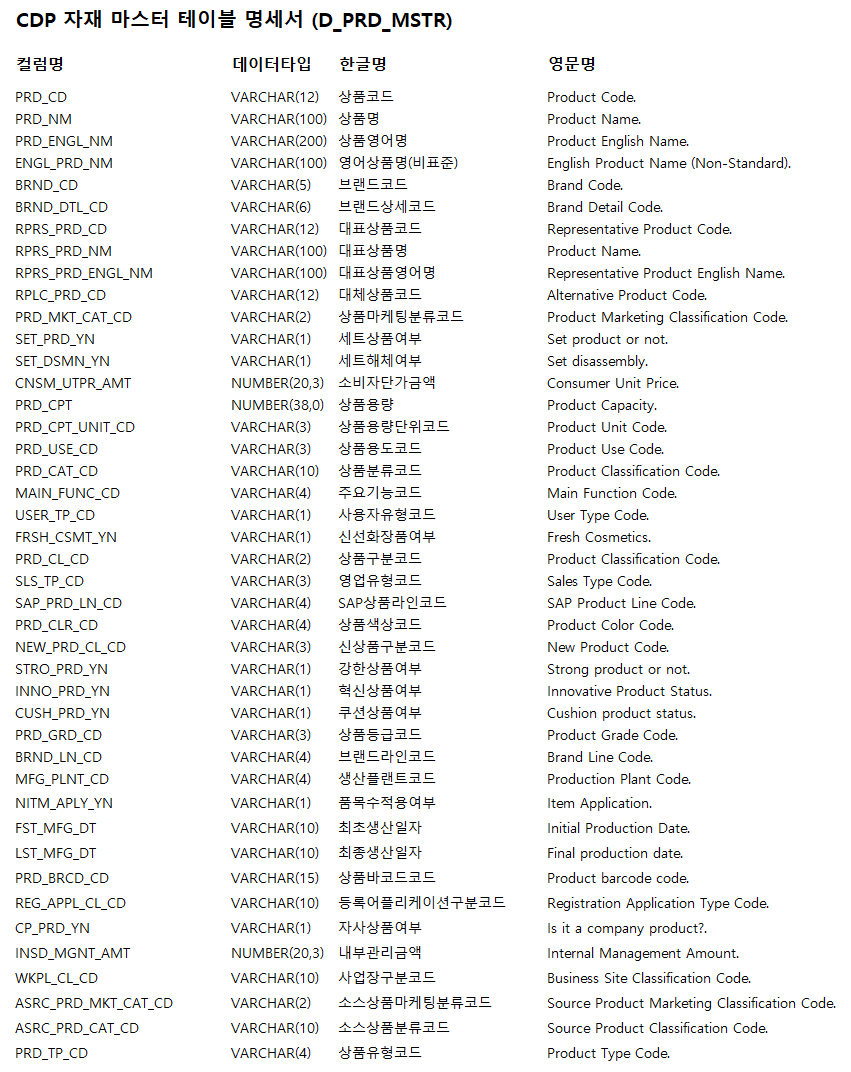 CDP 자재 마스터 테이블 명세서 (D_PRD_MSTR)
컬럼명 데이터타입 한글명 영문명
PRD_CD VARCHAR(12) 상품코드 Product Code.
PRD_NM VARCHAR(100) 상품명 Product Name.
PRD_ENGL_NM VARCHAR(200) 상품영어명 Product English Name.
ENGL_PRD_NM VARCHAR(100) 영어상품명(비표준) English Product Name (Non-Standard).
BRND_CD VARCHAR(5) 브랜드코드 Brand Code.
BRND_DTL_CD VARCHAR(6) 브랜드상세코드 Brand Detail Code.
RPRS_PRD_CD VARCHAR(12) 대표상품코드 Representative Product Code.
RPRS_PRD_NM VARCHAR(100) 대표상품명 Product Name.
RPRS_PRD_ENGL_NM VARCHAR(100) 대표상품영어명 Representative Product English Name.
RPLC_PRD_CD VARCHAR(12) 대체상품코드 Alternative Product Code.
PRD_MKT_CAT_CD VARCHAR(2) 상품마케팅분류코드 Product Marketing Classification Code.
SET_PRD_YN VARCHAR(1) 세트상품여부 Set product or not.
SET_DSMN_YN VARCHAR(1) 세트해체여부 Set disassembly.
CNSM_UTPR_AMT NUMBER(20,3) 소비자단가금액 Consumer Unit Price.
PRD_CPT NUMBER(38,0) 상품용량 Product Capacity.
PRD_CPT_UNIT_CD VARCHAR(3) 상품용량단위코드 Product Unit Code.
PRD_USE_CD VARCHAR(3) 상품용도코드 Product Use Code.
PRD_CAT_CD VARCHAR(10) 상품분류코드 Product Classification Code.
MAIN_FUNC_CD VARCHAR(4) 주요기능코드 Main Function Code.
USER_TP_CD VARCHAR(1) 사용자유형코드 User Type Code.
FRSH_CSMT_YN VARCHAR(1) 신선화장품여부 Fresh Cosmetics.
PRD_CL_CD VARCHAR(2) 상품구분코드 Product Classification Code.
SLS_TP_CD VARCHAR(3) 영업유형코드 Sales Type Code.
SAP_PRD_LN_CD VARCHAR(4) SAP상품라인코드 SAP Product Line Code.
PRD_CLR_CD VARCHAR(4) 상품색상코드 Product Color Code.
NEW_PRD_CL_CD VARCHAR(3) 신상품구분코드 New Product Code.
STRO_PRD_YN VARCHAR(1) 강한상품여부 Strong product or not.
INNO_PRD_YN VARCHAR(1) 혁신상품여부 Innovative Product Status.
CUSH_PRD_YN VARCHAR(1) 쿠션상품여부 Cushion product status.
PRD_GRD_CD VARCHAR(3) 상품등급코드 Product Grade Code.
BRND_LN_CD VARCHAR(4) 브랜드라인코드 Brand Line Code.
MFG_PLNT_CD VARCHAR(4) 생산플랜트코드 Production Plant Code.
NITM_APLY_YN VARCHAR(1) 품목수적용여부 Item Application.
FST_MFG_DT VARCHAR(10) 최초생산일자 Initial Production Date.
LST_MFG_DT VARCHAR(10) 최종생산일자 Final production date.
PRD_BRCD_CD VARCHAR(15) 상품바코드코드 Product barcode code.
REG_APPL_CL_CD VARCHAR(10) 등록어플리케이션구분코드 Registration Application Type Code.
CP_PRD_YN VARCHAR(1) 자사상품여부 Is it a company product?.
INSD_MGNT_AMT NUMBER(20,3) 내부관리금액 Internal Management Amount.
WKPL_CL_CD VARCHAR(10) 사업장구분코드 Business Site Classification Code.
ASRC_PRD_MKT_CAT_CD VARCHAR(2) 소스상품마케팅분류코드 Source Product Marketing Classification Code.
ASRC_PRD_CAT_CD VARCHAR(10) 소스상품분류코드 Source Product Classification Code.
PRD_TP_CD VARCHAR(4) 상품유형코드 Product Type Code.